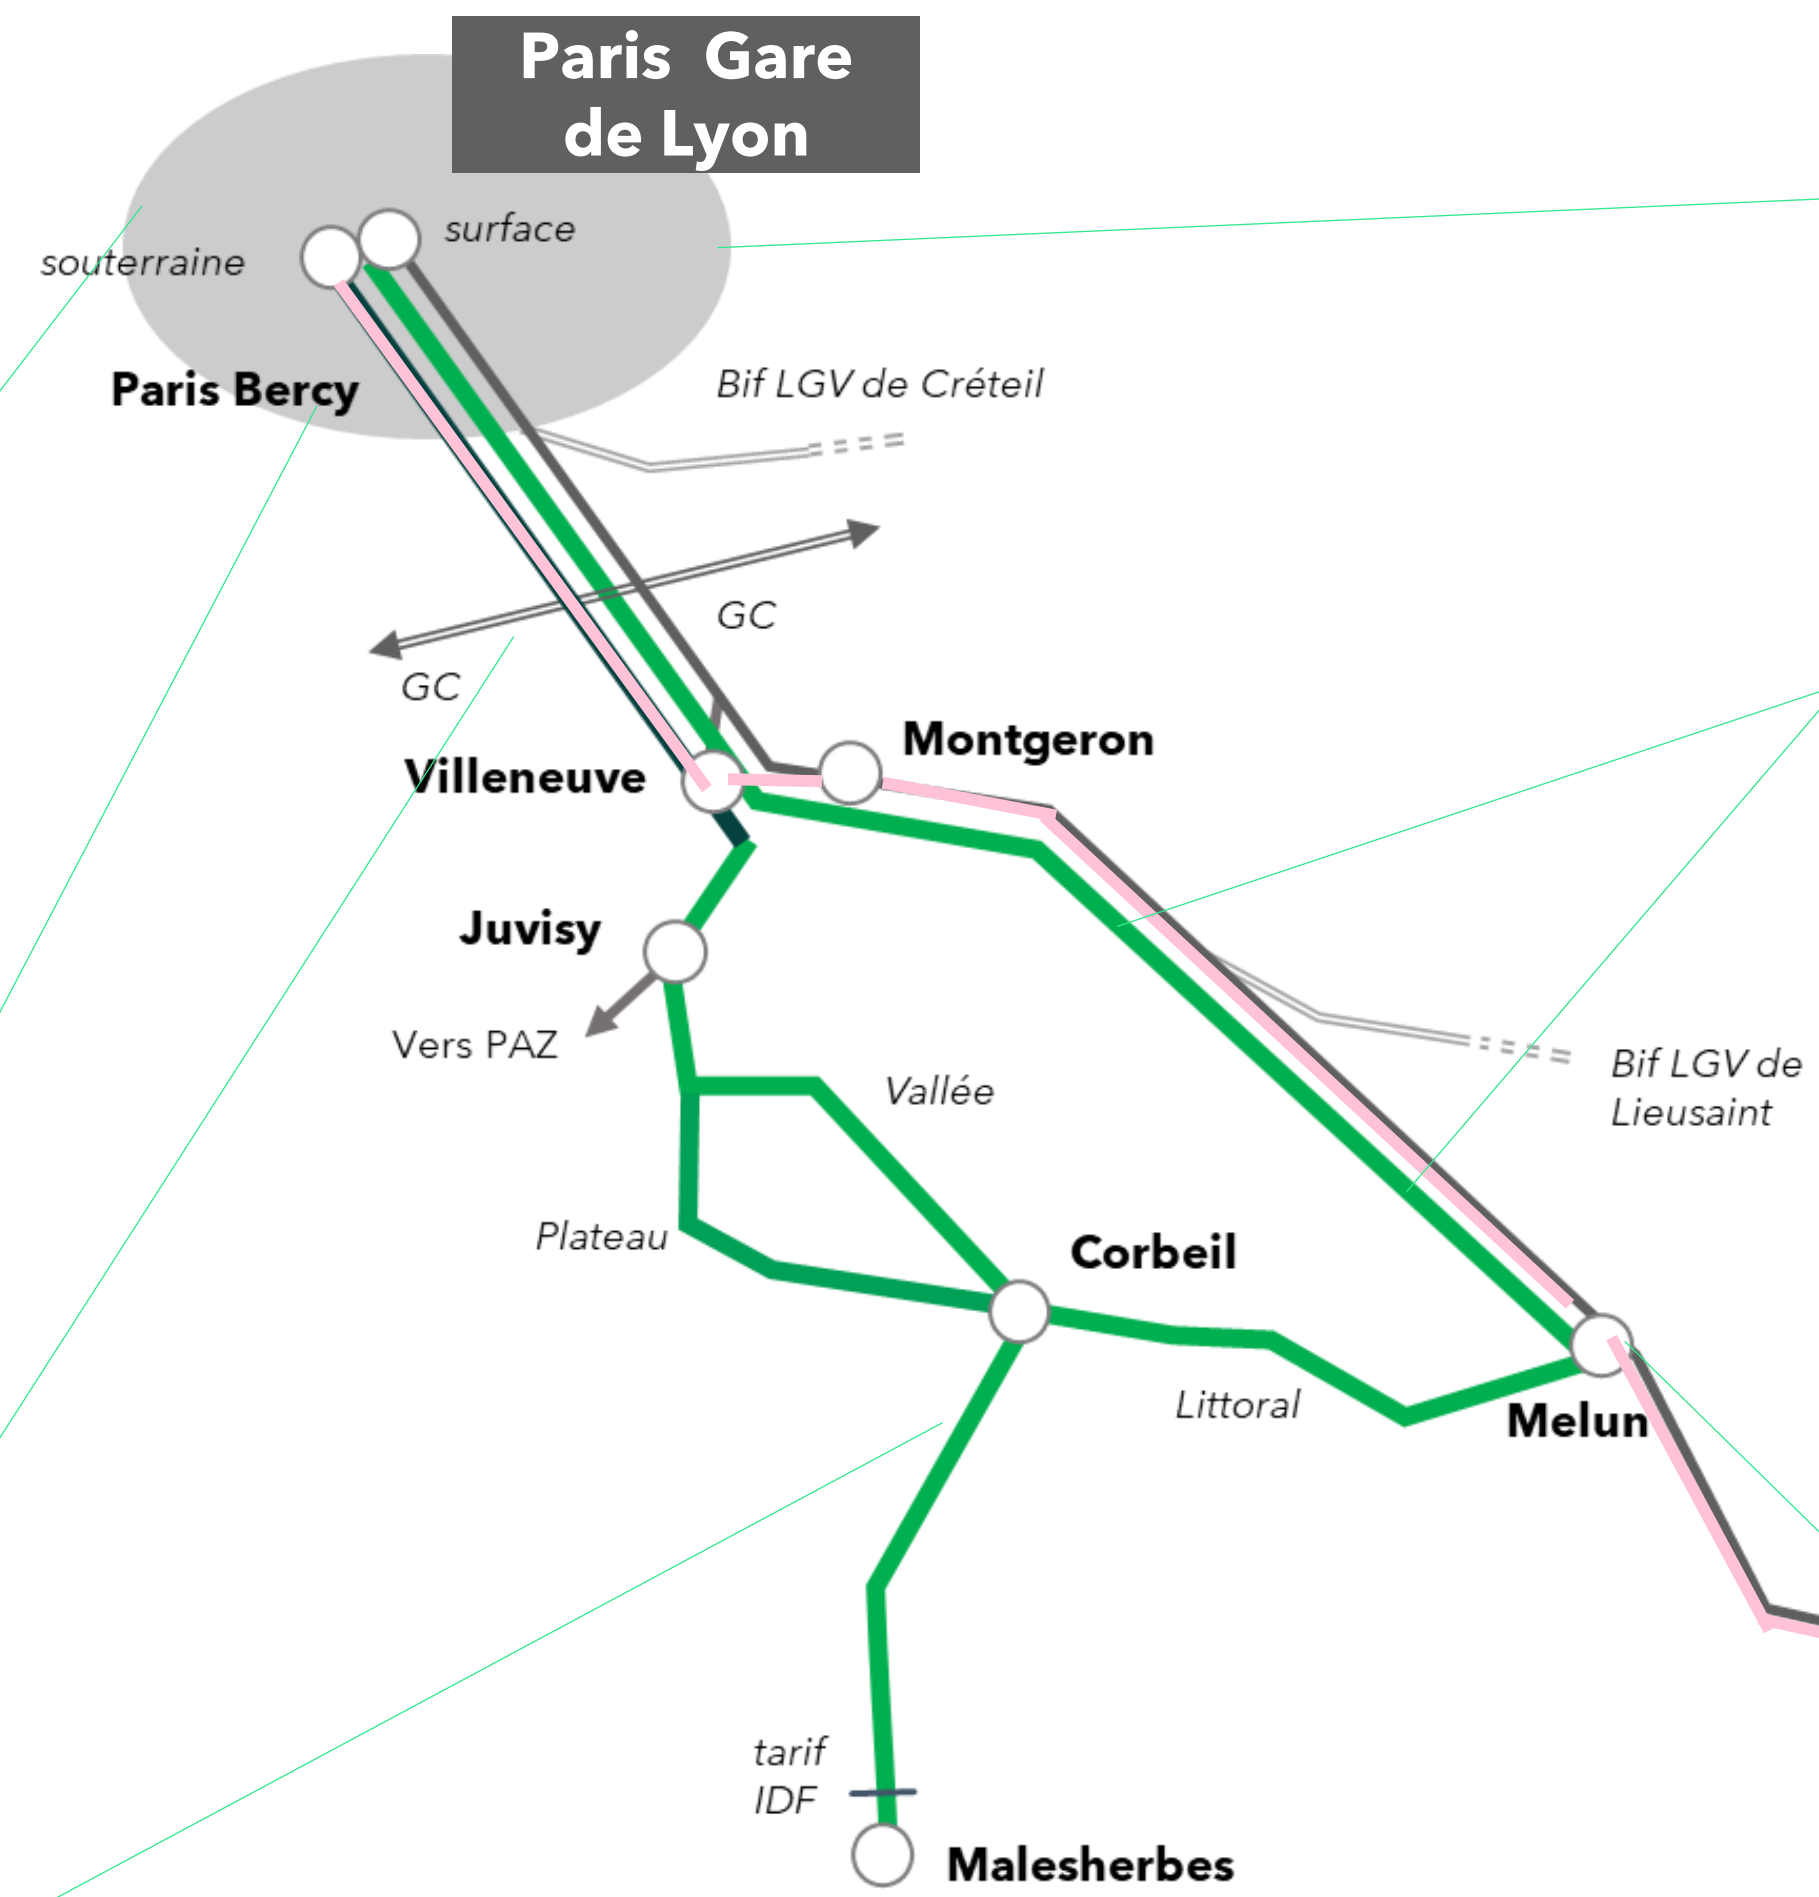 Paris  Gare
de Lyon
surface
souterraine
Paris Bercy
Bif LGV de Créteil
GC
GC
Montgeron
Villeneuve
Juvisy
Vers PAZ
Vallée
Bif LGV de
Lieusaint
Plateau
Corbeil
Littoral
Melun
tarif
IDF
Malesherbes